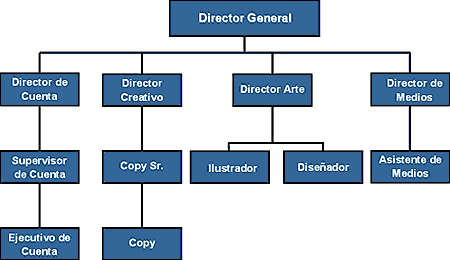 Director General
Director de
Cuenta
Director
Creativo
Director Arte
Director de
Medios
Supervisor
de Cuenta
Copy Sr.
Ilustrador
Diseñador
Asistente de
Medios
Ejecutivo de
Cuenta
Copy